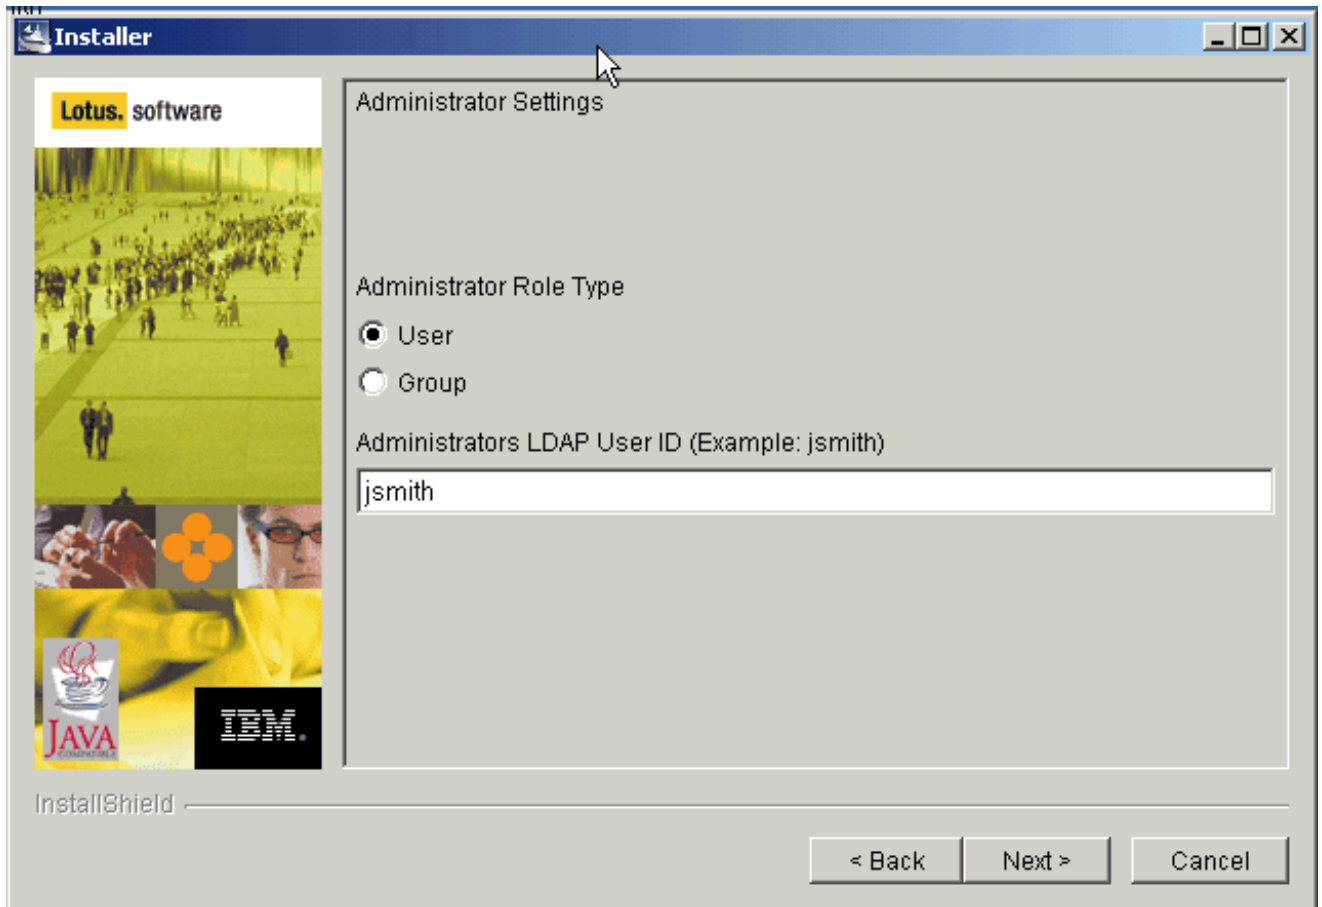 Installer
Lotus. software
Administrator Settings
Administrator Role Type
User
Group
Administrators LDAP User ID (Example: jsmith)
jsmith
JAVA
COMPATIBLE
IBM.
InstallShield
< Back
Next >
Cancel